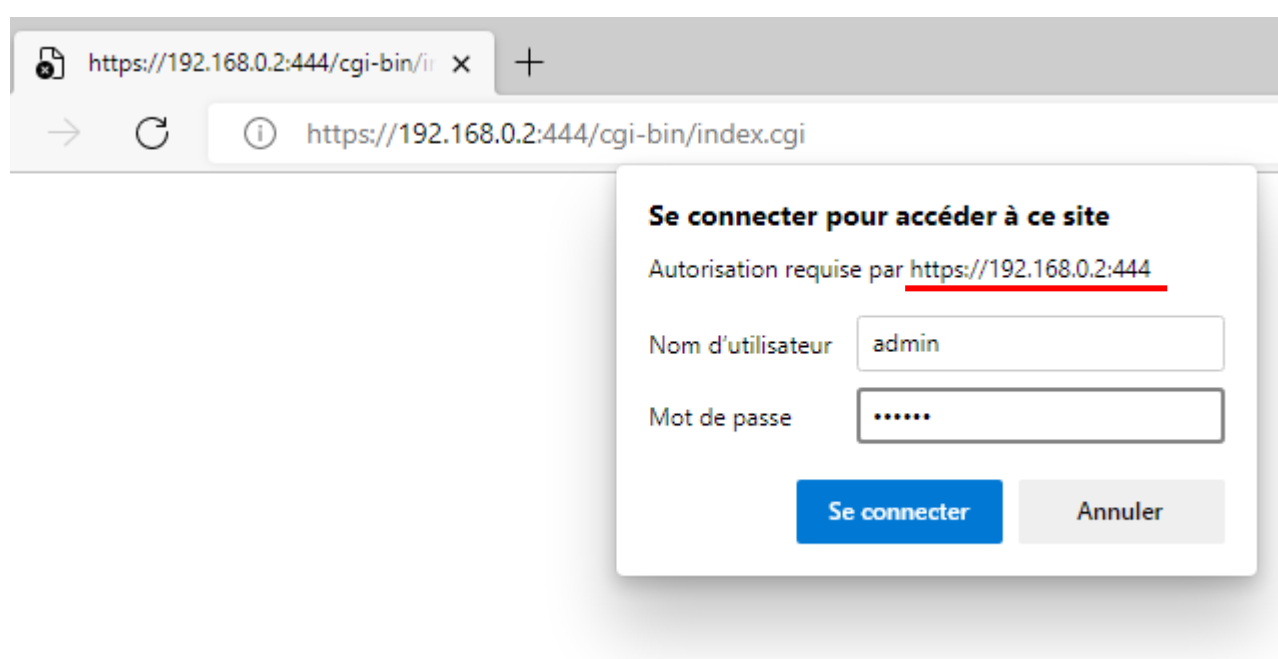 https://192.168.0.2:444/cgi-bin/i
https://192.168.0.2:444/cgi-bin/index.cgi
Se connecter pour accéder à ce site
Autorisation requise par https://192.168.0.2:444
Nom d'utilisateur admin
Mot de passe ••••••
Se connecter Annuler